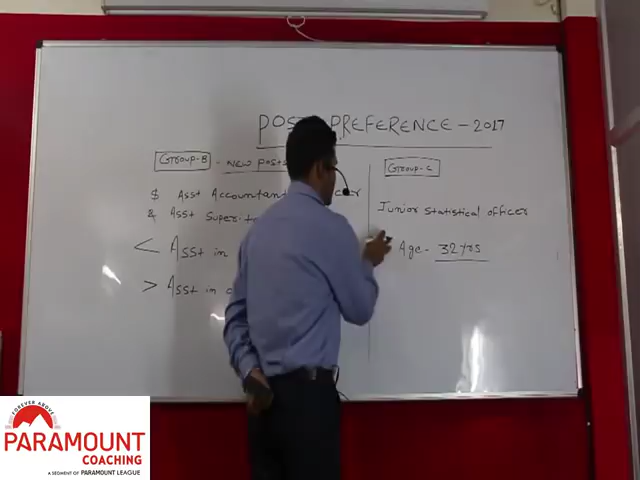 POST PREFERENCE - 2017
Group-B - New posts
$ Asst Accountant
& Asst Super
< Asst in
> Asst in
Group-C
Junior Statistical officer
Age - 32 yrs
FOREVER ABOVE
PARAMOUNT
COACHING
A SEGMENT OF PARAMOUNT LEAGUE